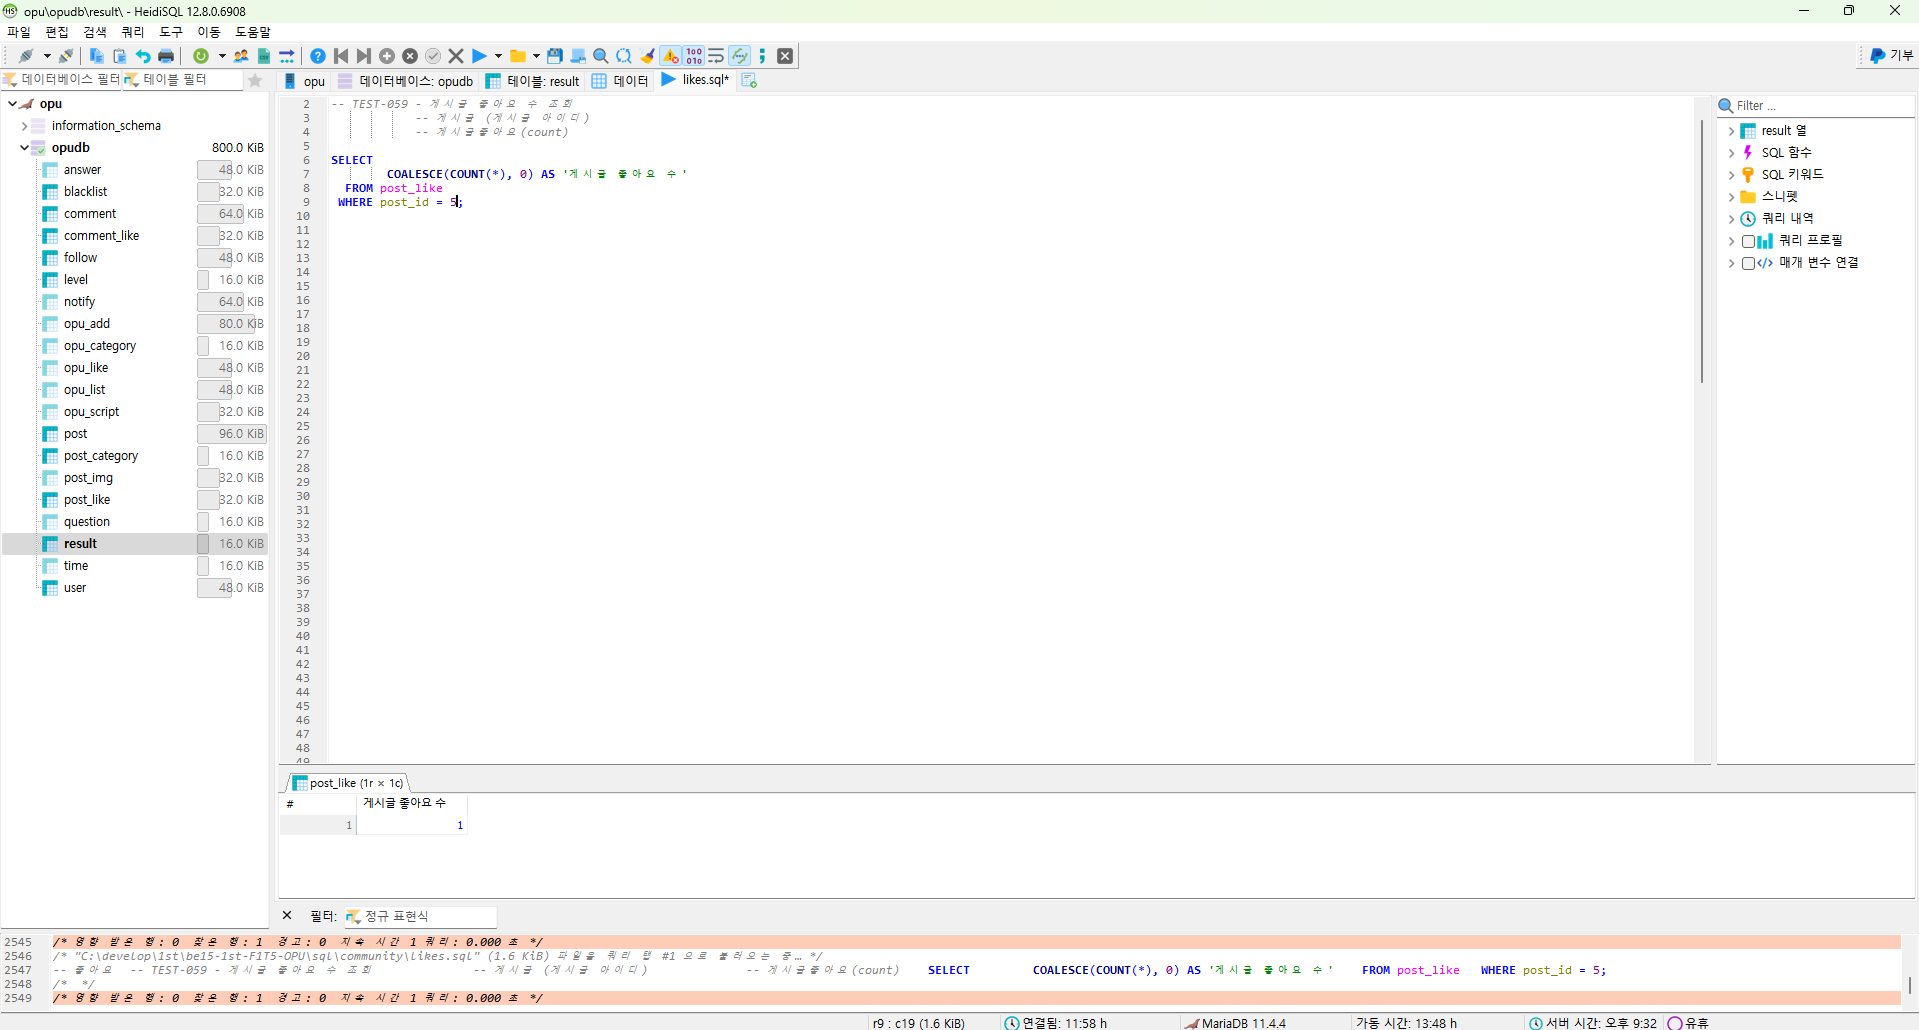 opu\opudb\result\ - HeidiSQL 12.8.0.6908
파일 편집 검색 쿼리 도구 이동 도움말
기부
데이터베이스 필터 테이블 필터
opu 데이터베이스: opudb 테이블: result 데이터 likes.sql*
opu
information_schema
opudb 800.0 KiB
answer 48.0 KiB
blacklist 32.0 KiB
comment 64.0 KiB
comment_like 32.0 KiB
follow 48.0 KiB
level 16.0 KiB
notify 64.0 KiB
opu_add 80.0 KiB
opu_category 16.0 KiB
opu_like 48.0 KiB
opu_list 48.0 KiB
opu_script 32.0 KiB
post 96.0 KiB
post_category 16.0 KiB
post_img 32.0 KiB
post_like 32.0 KiB
question 16.0 KiB
result 16.0 KiB
time 16.0 KiB
user 48.0 KiB
2 -- TEST-059 - 게시글 좋아요 수 조회
3 -- 게시글 (게시글 아이디)
4 -- 게시글좋아요(count)
5
6 SELECT
7 COALESCE(COUNT(*), 0) AS '게시글 좋아요 수'
8 FROM post_like
9 WHERE post_id = 5;
10
11
12
13
14
15
16
17
18
19
20
21
22
23
24
25
26
27
28
29
30
31
32
33
34
35
36
37
38
39
40
41
42
43
44
45
46
47
48
49
Filter ...
result 열
SQL 함수
SQL 키워드
스니펫
쿼리 내역
쿼리 프로필
매개 변수 연결
post_like (1r × 1c)
# 게시글 좋아요 수
1 1
필터: 정규 표현식
2545 /* 영향 받은 행: 0 찾은 행: 1 경고: 0 지속 시간 1 쿼리: 0.000 초 */
2546 /* "C:\develop\1st\be15-1st-F1T5-OPU\sql\community\likes.sql" (1.6 KiB) 파일을 쿼리 탭 #1 으로 불러오는 중… */
2547 -- 좋아요 -- TEST-059 - 게시글 좋아요 수 조회 -- 게시글 (게시글 아이디) -- 게시글좋아요(count) SELECT COALESCE(COUNT(*), 0) AS '게시글 좋아요 수' FROM post_like WHERE post_id = 5;
2548 /* */
2549 /* 영향 받은 행: 0 찾은 행: 1 경고: 0 지속 시간 1 쿼리: 0.000 초 */
r9 : c19 (1.6 KiB) 연결됨: 11:58 h MariaDB 11.4.4 가동 시간: 13:48 h 서버 시간: 오후 9:32 유휴